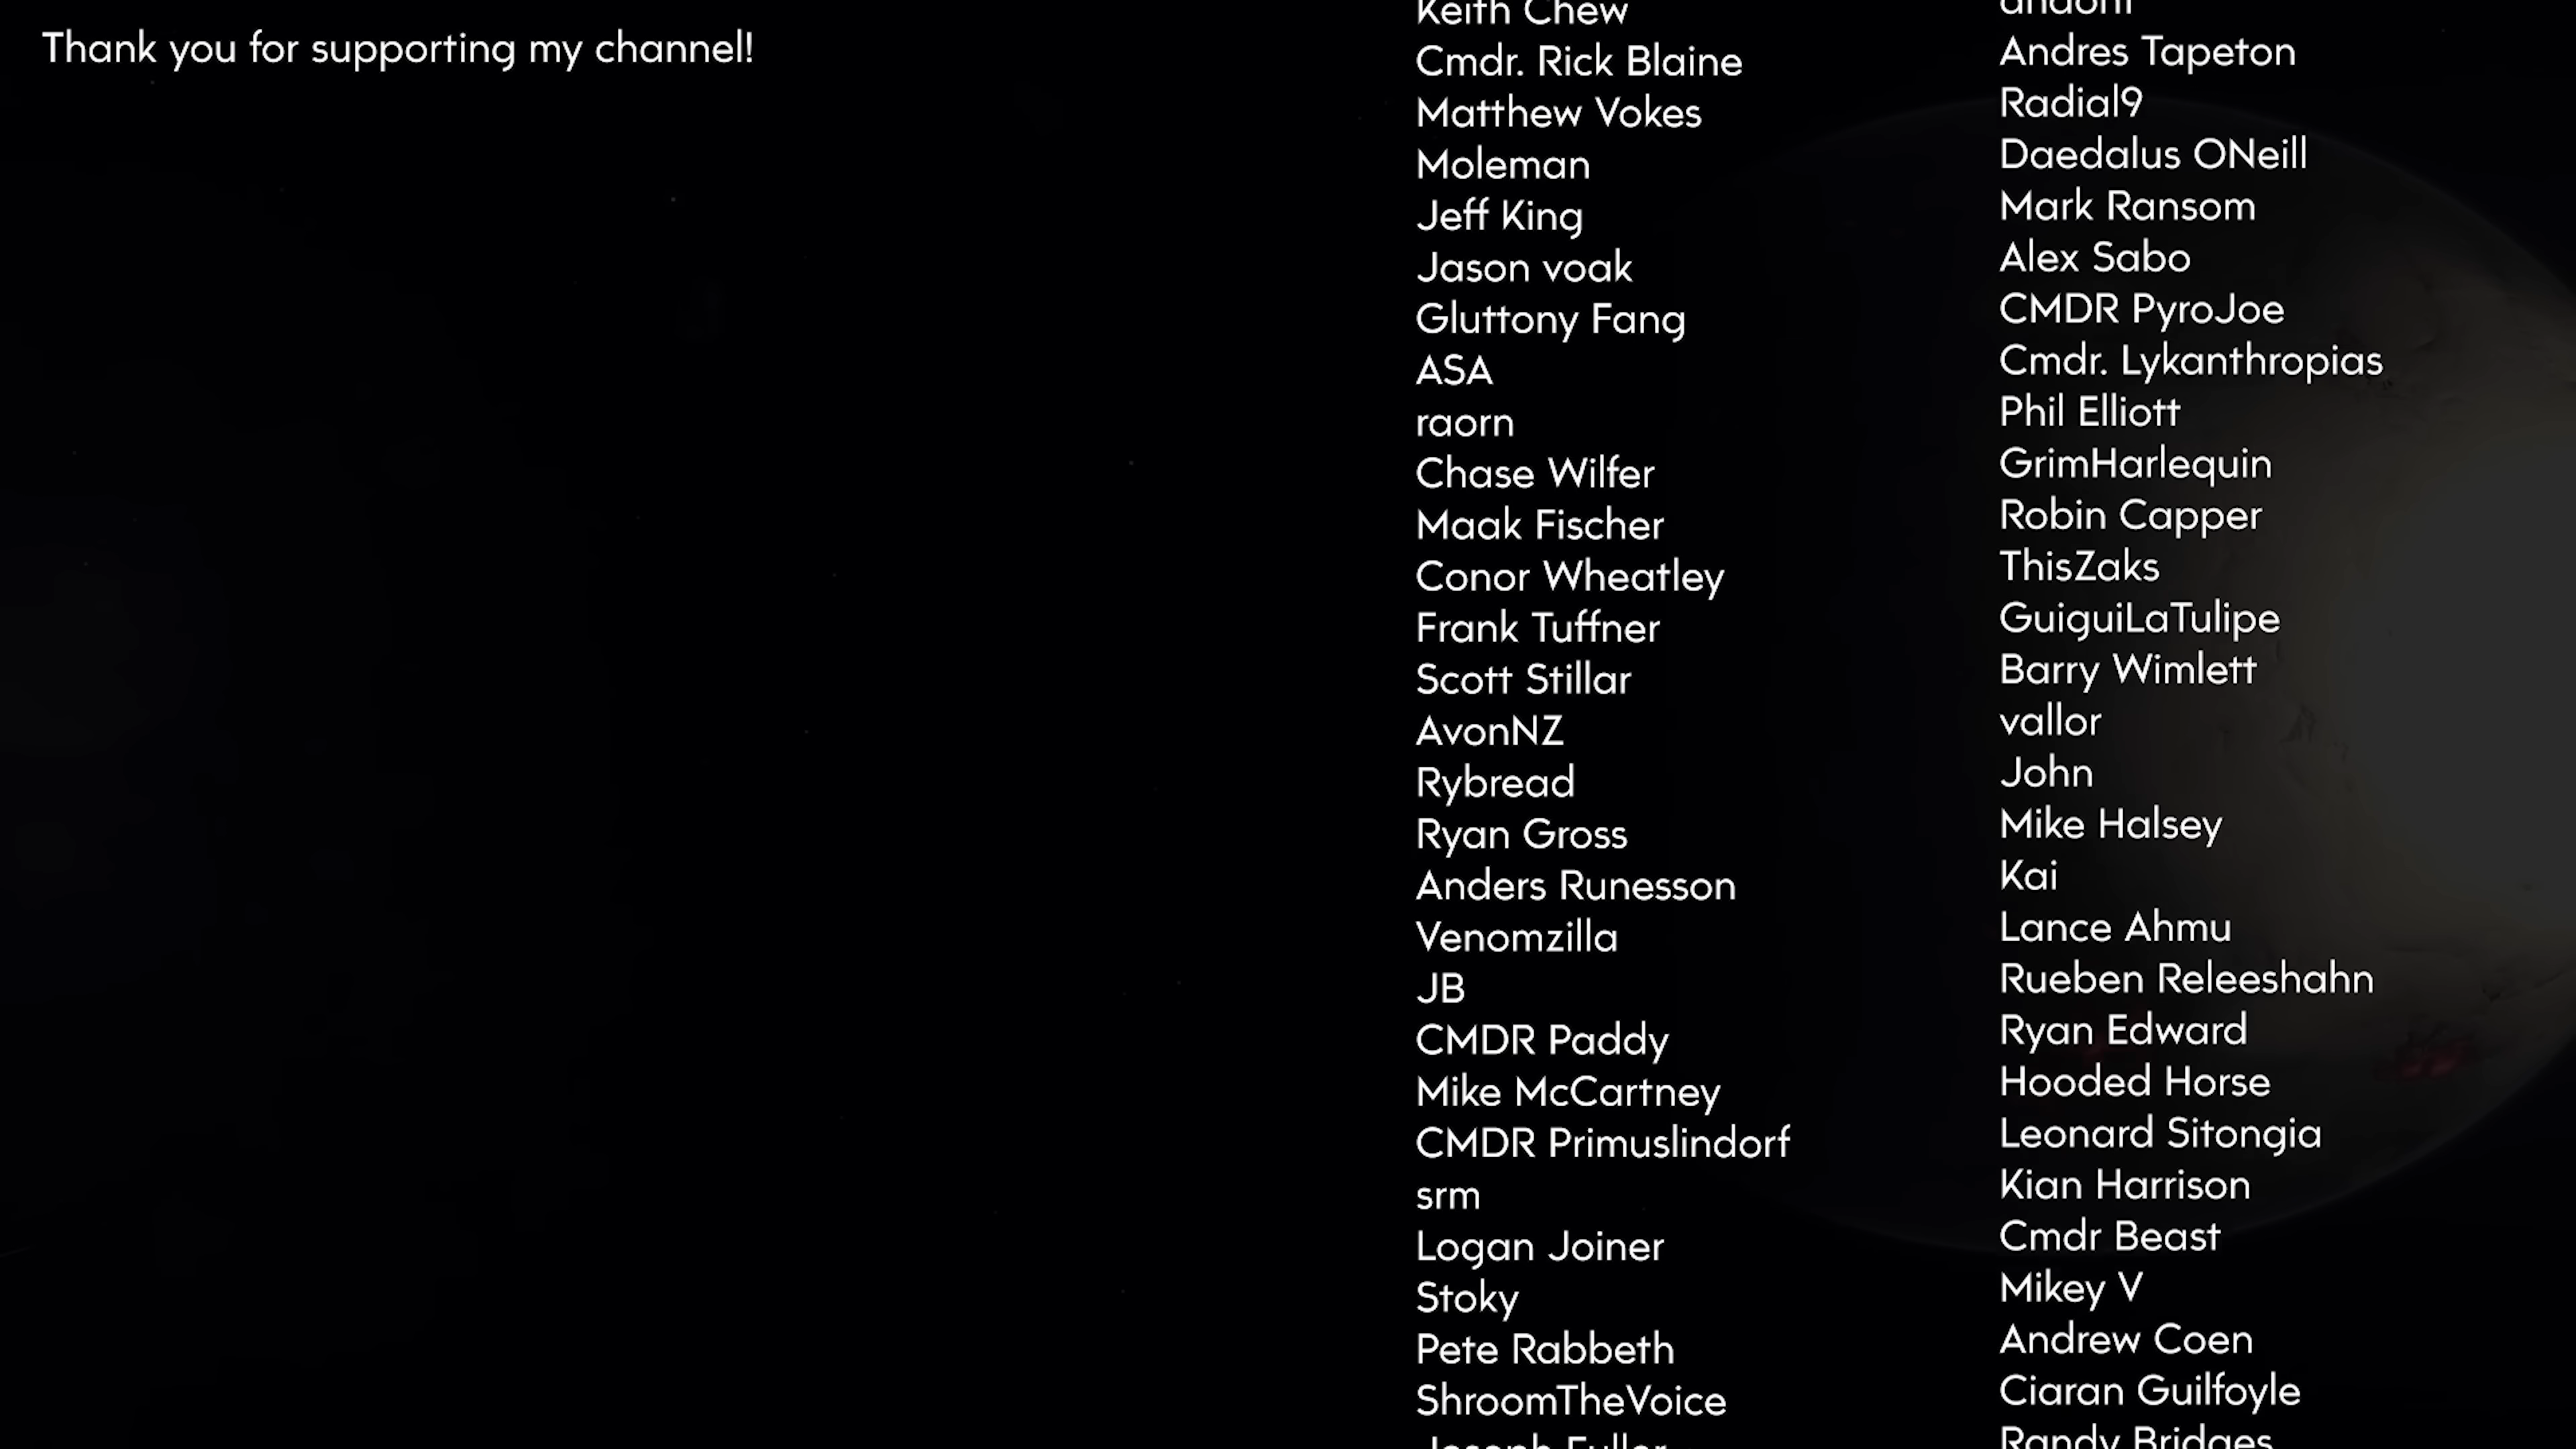 Thank you for supporting my channel!
Keith Chew
Cmdr. Rick Blaine
Matthew Vokes
Moleman
Jeff King
Jason voak
Gluttony Fang
ASA
raorn
Chase Wilfer
Maak Fischer
Conor Wheatley
Frank Tuffner
Scott Stillar
AvonNZ
Rybread
Ryan Gross
Anders Runesson
Venomzilla
JB
CMDR Paddy
Mike McCartney
CMDR Primuslindorf
srm
Logan Joiner
Stoky
Pete Rabbeth
ShroomTheVoice
Joseph Fuller
Andres Tapeton
Radial9
Daedalus ONeill
Mark Ransom
Alex Sabo
CMDR PyroJoe
Cmdr. Lykanthropias
Phil Elliott
GrimHarlequin
Robin Capper
ThisZaks
GuiguiLaTulipe
Barry Wimlett
vallor
John
Mike Halsey
Kai
Lance Ahmu
Rueben Releeshahn
Ryan Edward
Hooded Horse
Leonard Sitongia
Kian Harrison
Cmdr Beast
Mikey V
Andrew Coen
Ciaran Guilfoyle
Randy Bridges